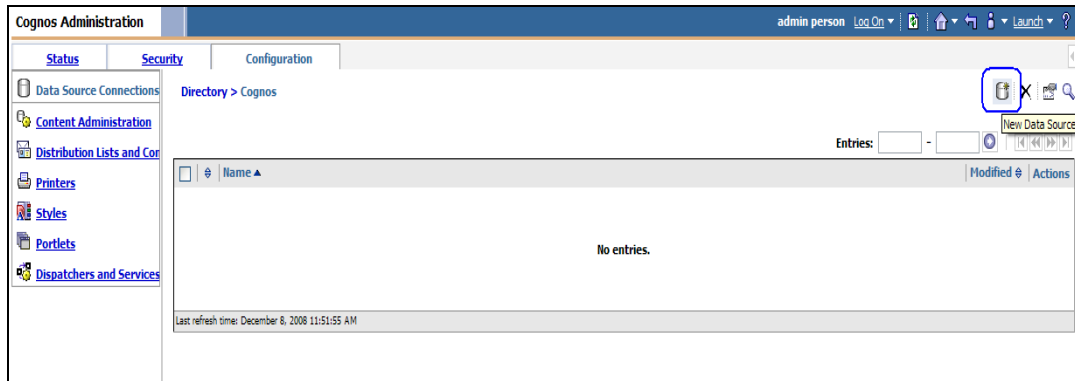 Cognos Administration
admin person Log On Launch ?
Status Security Configuration
Data Source Connections
Content Administration
Distribution Lists and Con
Printers
Styles
Portlets
Dispatchers and Services
Directory > Cognos
New Data Source
Entries: -
Name Modified Actions
No entries.
Last refresh time: December 8, 2008 11:51:55 AM